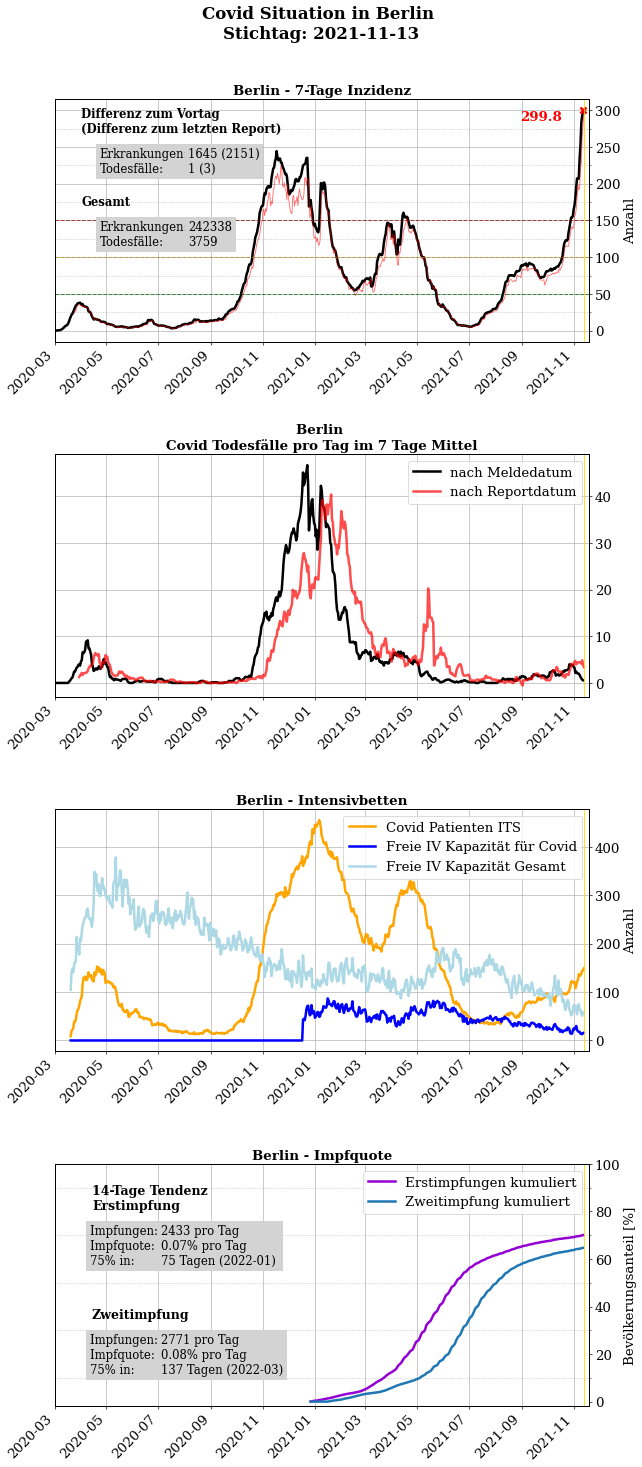 Covid Situation in Berlin
Stichtag: 2021-11-13
Berlin - 7-Tage Inzidenz
Differenz zum Vortag
(Differenz zum letzten Report)
Erkrankungen 1645 (2151)
Todesfälle: 1 (3)
Gesamt
Erkrankungen 242338
Todesfälle: 3759
299.8
300
250
200
150
100
50
0
Anzahl
2020-03
2020-05
2020-07
2020-09
2020-11
2021-01
2021-03
2021-05
2021-07
2021-09
2021-11
Berlin
Covid Todesfälle pro Tag im 7 Tage Mittel
nach Meldedatum
nach Reportdatum
40
30
20
10
0
2020-03
2020-05
2020-07
2020-09
2020-11
2021-01
2021-03
2021-05
2021-07
2021-09
2021-11
Berlin - Intensivbetten
Covid Patienten ITS
Freie IV Kapazität für Covid
Freie IV Kapazität Gesamt
400
300
200
100
0
Anzahl
2020-03
2020-05
2020-07
2020-09
2020-11
2021-01
2021-03
2021-05
2021-07
2021-09
2021-11
Berlin - Impfquote
14-Tage Tendenz
Erstimpfung
Impfungen: 2433 pro Tag
Impfquote: 0.07% pro Tag
75% in: 75 Tagen (2022-01)
Zweitimpfung
Impfungen: 2771 pro Tag
Impfquote: 0.08% pro Tag
75% in: 137 Tagen (2022-03)
Erstimpfungen kumuliert
Zweitimpfung kumuliert
100
80
60
40
20
0
Bevölkerungsanteil [%]
2020-03
2020-05
2020-07
2020-09
2020-11
2021-01
2021-03
2021-05
2021-07
2021-09
2021-11